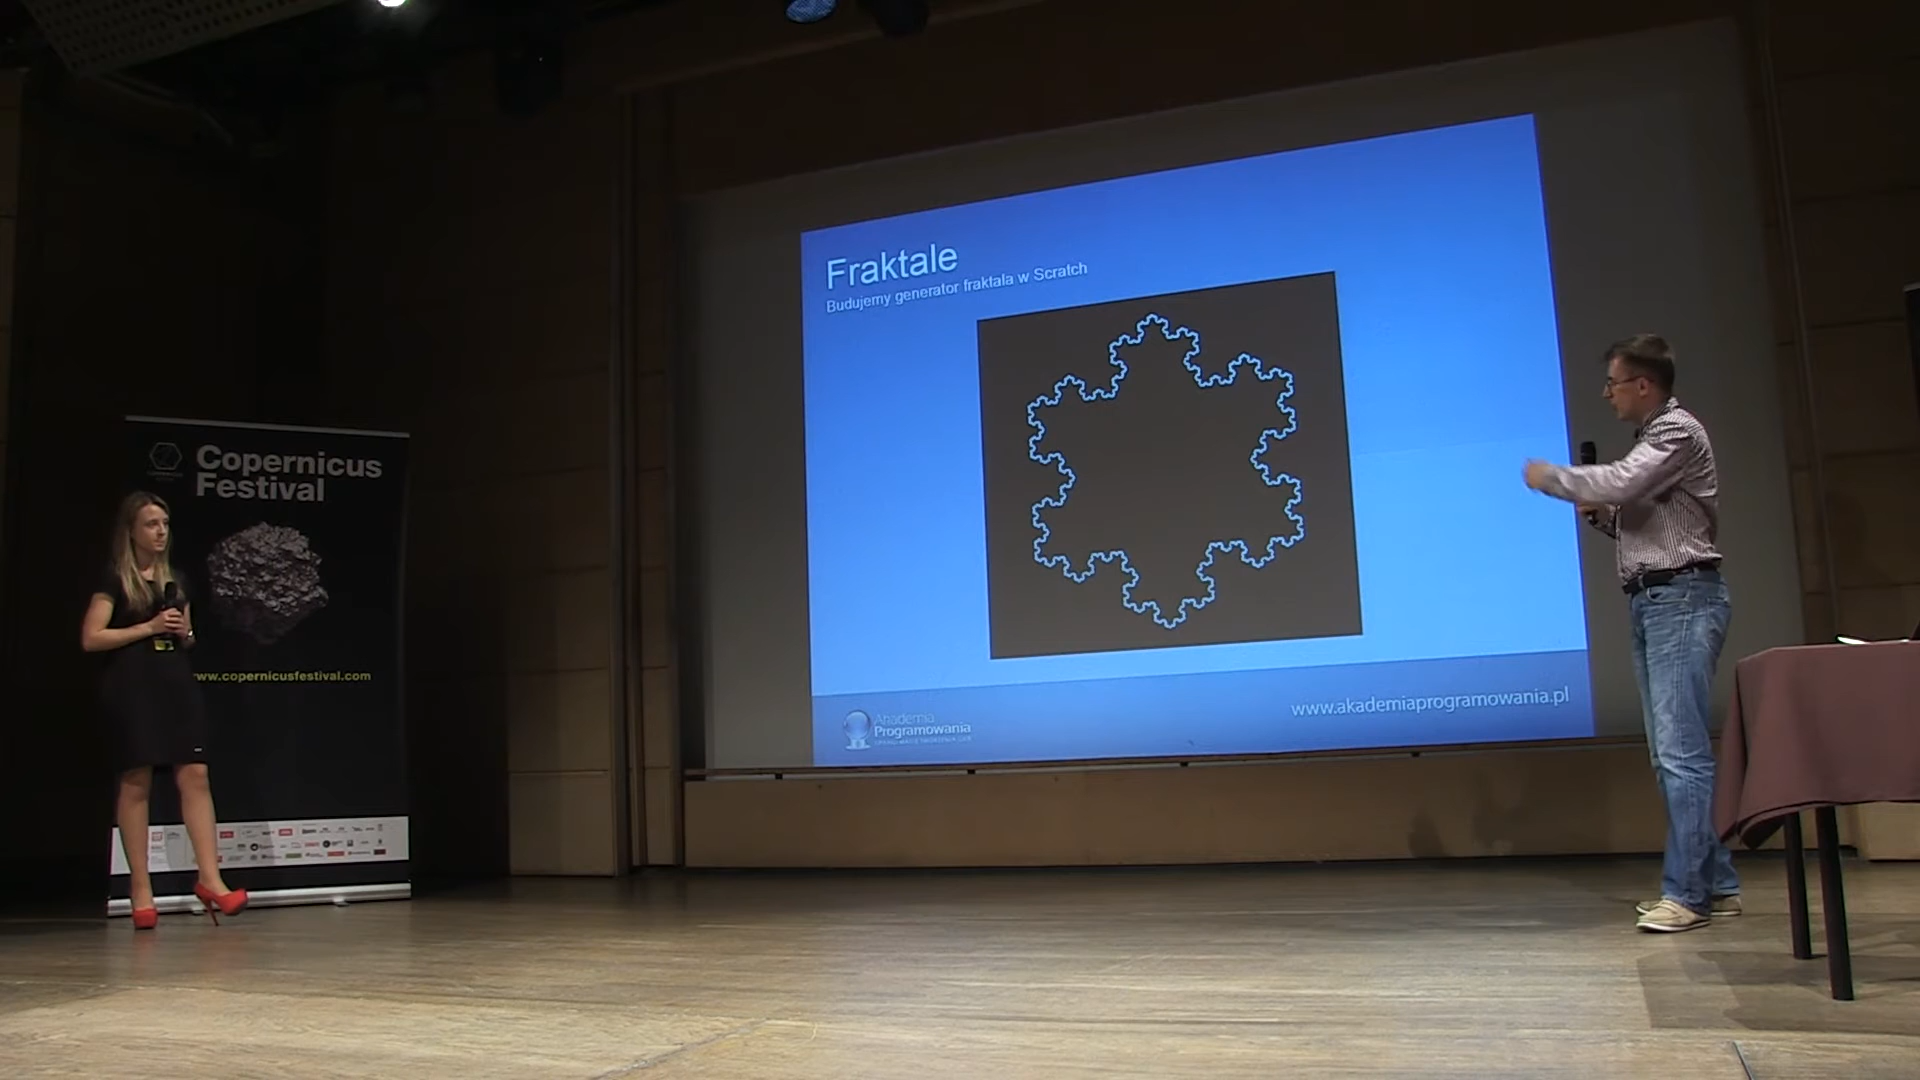 Fraktale
Budujemy generator fraktala w Scratch
Copernicus
Festival
www.copernicusfestival.com
Akademia
Programowania
www.akademiaprogramowania.pl